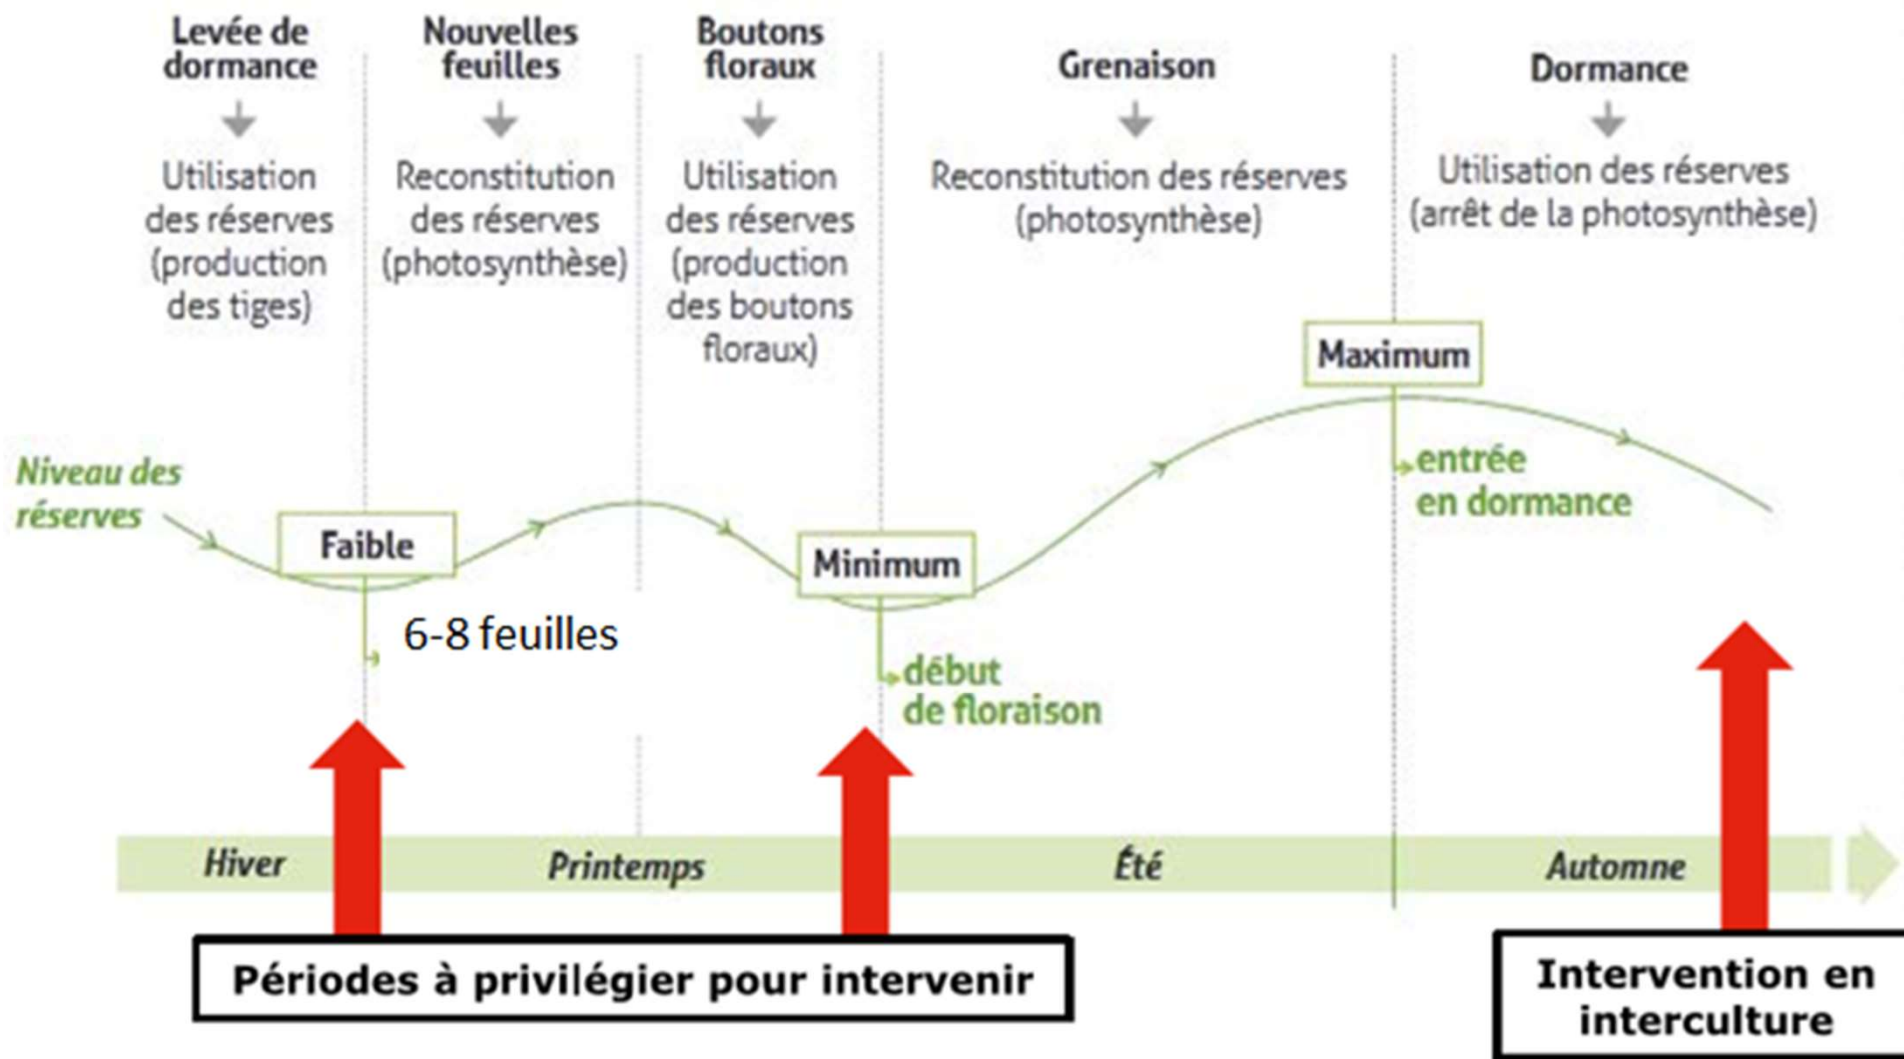 Levée de
dormance
Utilisation
des réserves
(production
des tiges)
Nouvelles
feuilles
Reconstitution
des réserves
(photosynthèse)
Boutons
floraux
Utilisation
des réserves
(production
des boutons
floraux)
Grenaison
Reconstitution des réserves
(photosynthèse)
Dormance
Utilisation des réserves
(arrêt de la photosynthèse)
Niveau des
réserves
Faible
6-8 feuilles
Minimum
début
de floraison
Maximum
entrée
en dormance
Hiver
Printemps
Été
Automne
Périodes à privilégier pour intervenir
Intervention en
interculture